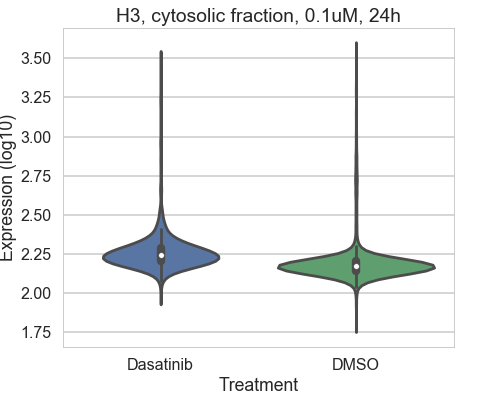 H3, cytosolic fraction, 0.1uM, 24h
Expression (log10)
3.50
3.25
3.00
2.75
2.50
2.25
2.00
1.75
Dasatinib
DMSO
Treatment